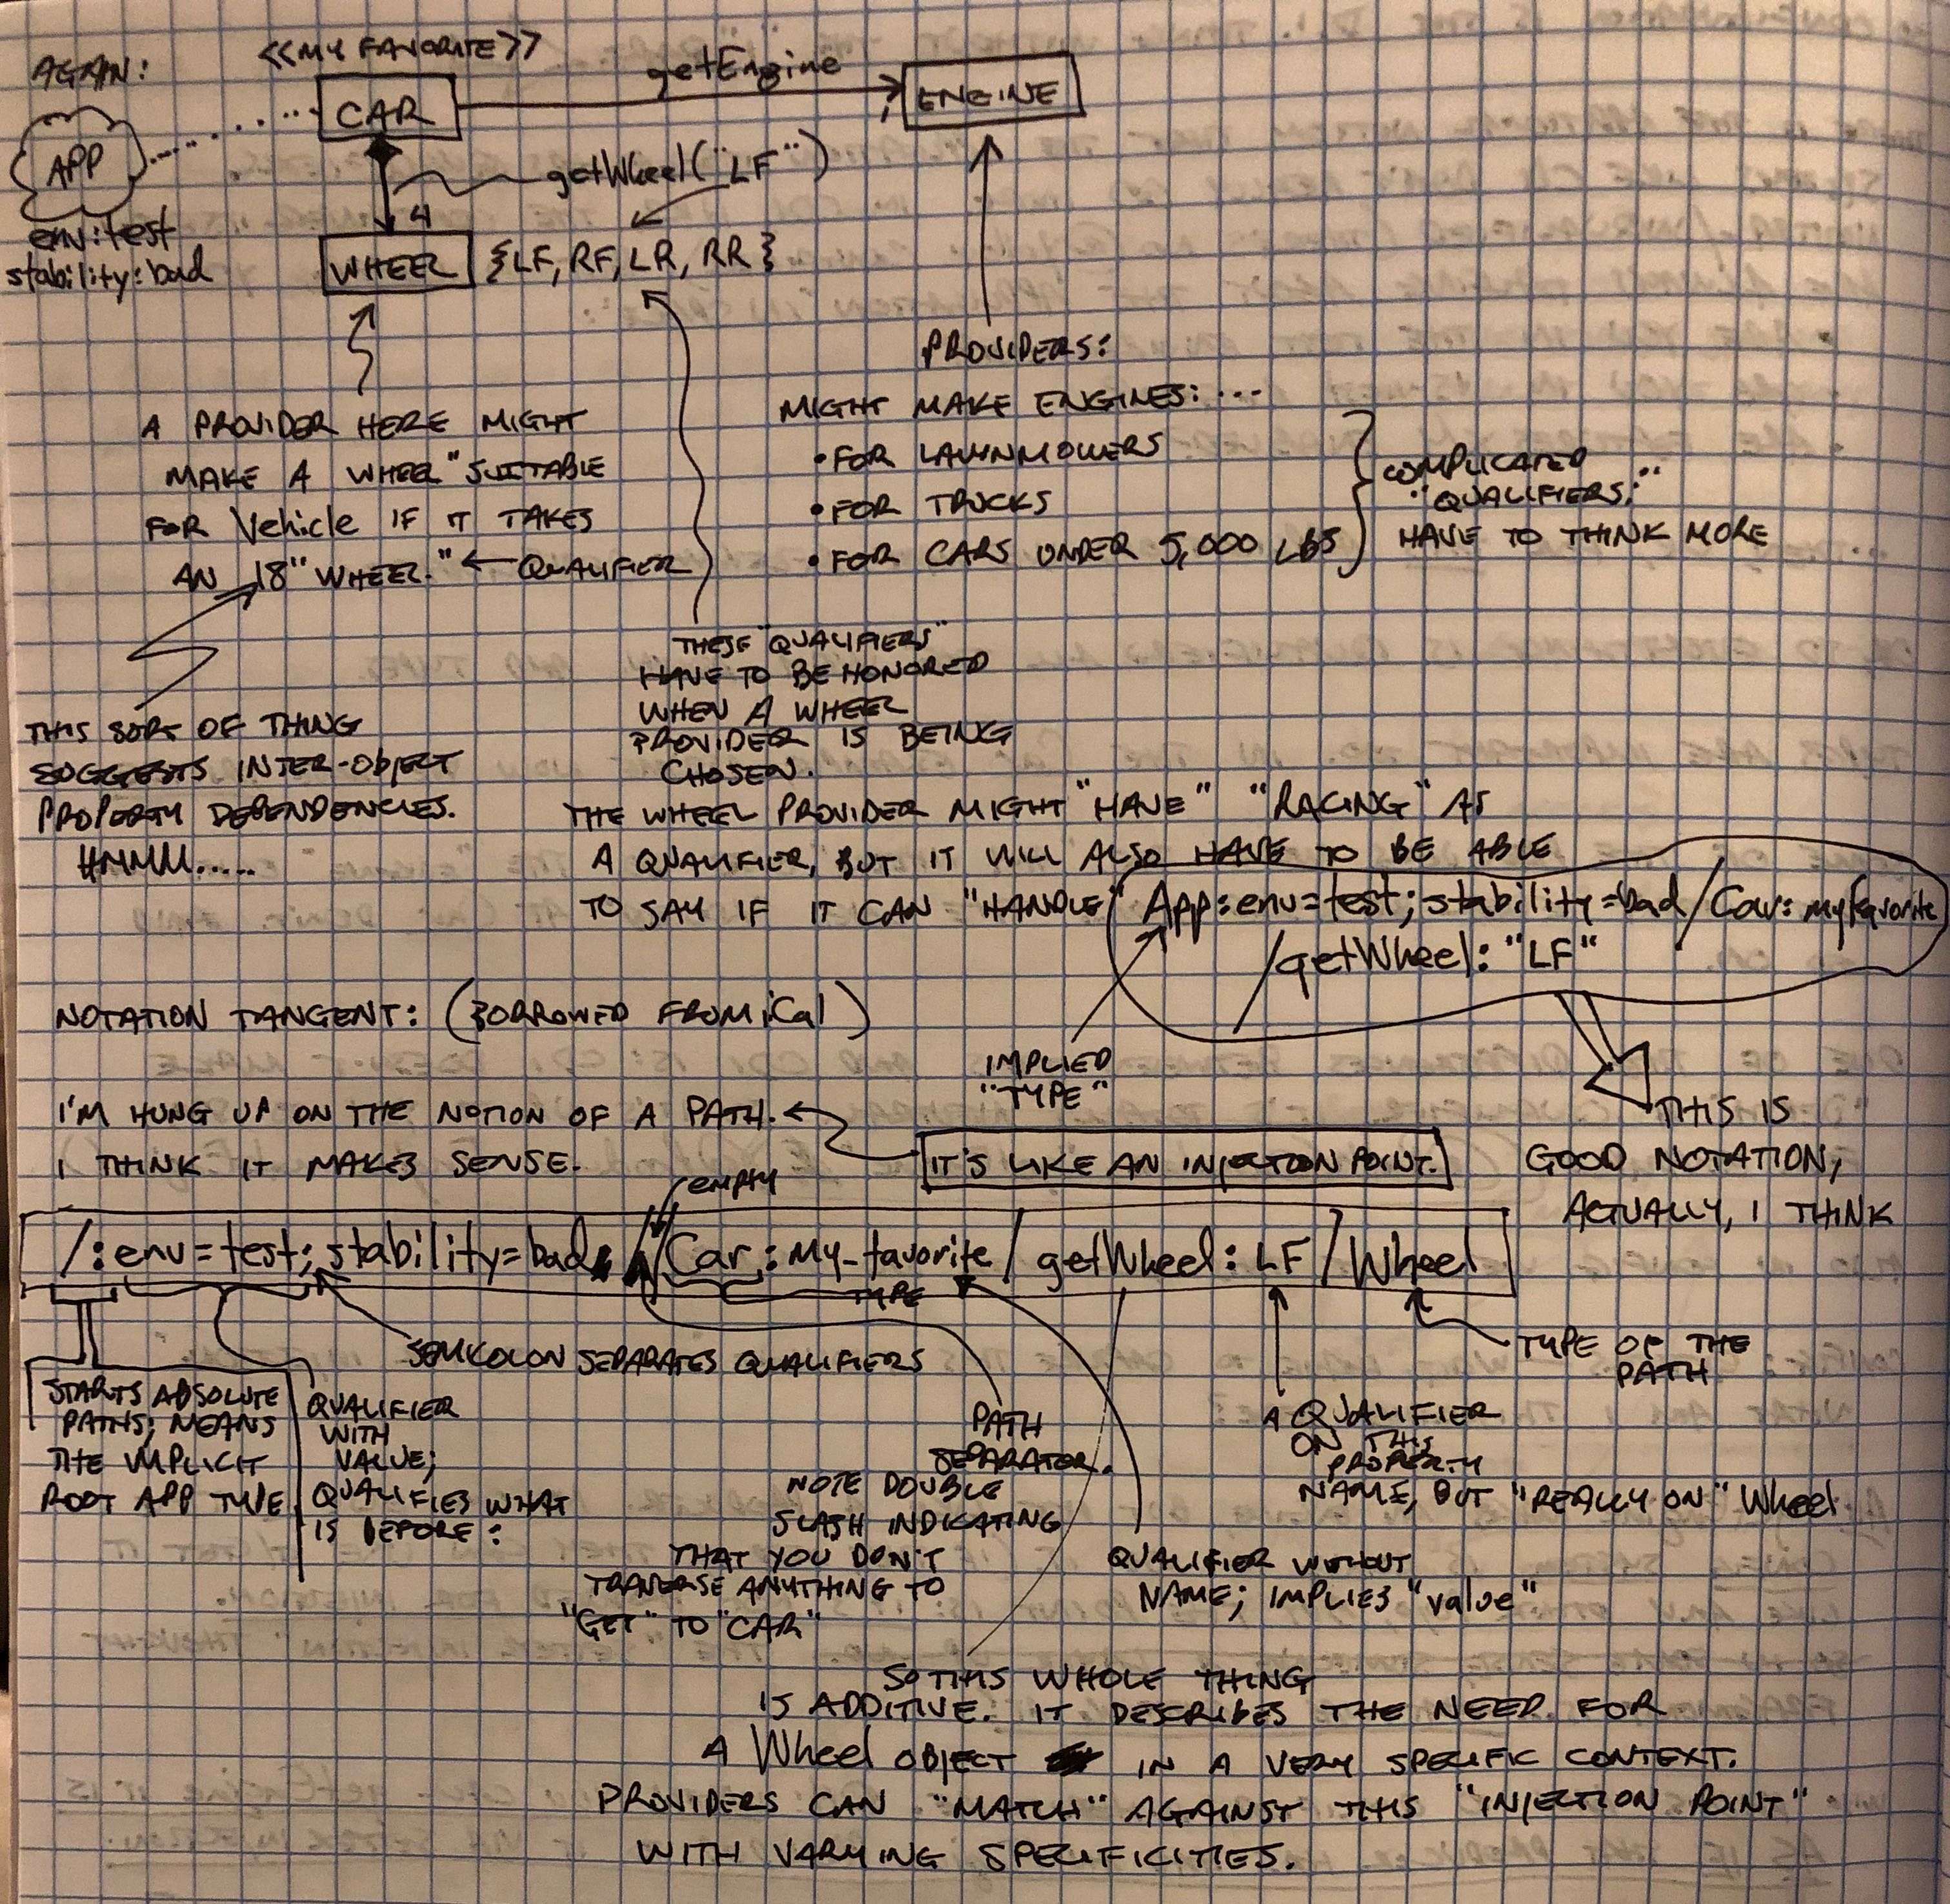 AGAIN:
<<MY FAVORITE>>
CAR
getEngine
ENGINE
APP
env:test
stability:bad
getWheel("LF")
4
WHEEL {LF, RF, LR, RR}
A PROVIDER HERE MIGHT
MAKE A WHEEL "SUITABLE
FOR Vehicle IF IT TAKES
AN 18" WHEEL." ← QUALIFIER
THIS SORT OF THING
SUGGESTS INTER-OBJECT
PROPERTY DEPENDENCIES.
HMMM.....
PROVIDERS:
MIGHT MAKE ENGINES: ...
• FOR LAWNMOWERS
• FOR TRUCKS
• FOR CARS UNDER 5,000 LBS
COMPLICATED
"QUALIFIERS;"
HAVE TO THINK MORE
THESE "QUALIFIERS"
HAVE TO BE HONORED
WHEN A WHEEL
PROVIDER IS BEING
CHOSEN.
THE WHEEL PROVIDER MIGHT "HAVE" "RACING" AS
A QUALIFIER, BUT IT WILL ALSO HAVE TO BE ABLE
TO SAY IF IT CAN "HANDLE" App:env=test;stability=bad/Car:myfavorite
/getWheel:"LF"
IMPLIED
"TYPE"
THIS IS
GOOD NOTATION,
ACTUALLY, I THINK
NOTATION TANGENT: (BORROWED FROM iCal)
I'M HUNG UP ON THE NOTION OF A PATH.
I THINK IT MAKES SENSE.
IT'S LIKE AN INJECTION POINT.
empty
/:env=test;stability=bad//Car:my-favorite/getWheel:LF/Wheel
TYPE
SEMICOLON SEPARATES QUALIFIERS
STARTS ABSOLUTE
PATHS; MEANS
THE IMPLICIT
ROOT APP TYPE
QUALIFIER
WITH
VALUE;
QUALIFIES WHAT
IS BEFORE :
PATH
SEPARATOR.
NOTE DOUBLE
SLASH INDICATING
THAT YOU DON'T
TRAVERSE ANYTHING TO
"GET" TO "CAR"
QUALIFIER WITHOUT
NAME; IMPLIES "value"
A QUALIFIER
ON THIS
PROPERTY
NAME, BUT "REALLY ON" Wheel
TYPE OF THE
PATH
SO THIS WHOLE THING
IS ADDITIVE. IT DESCRIBES THE NEED FOR
A Wheel OBJECT IN A VERY SPECIFIC CONTEXT.
PROVIDERS CAN "MATCH" AGAINST THIS "INJECTION POINT"
WITH VARYING SPECIFICITIES.